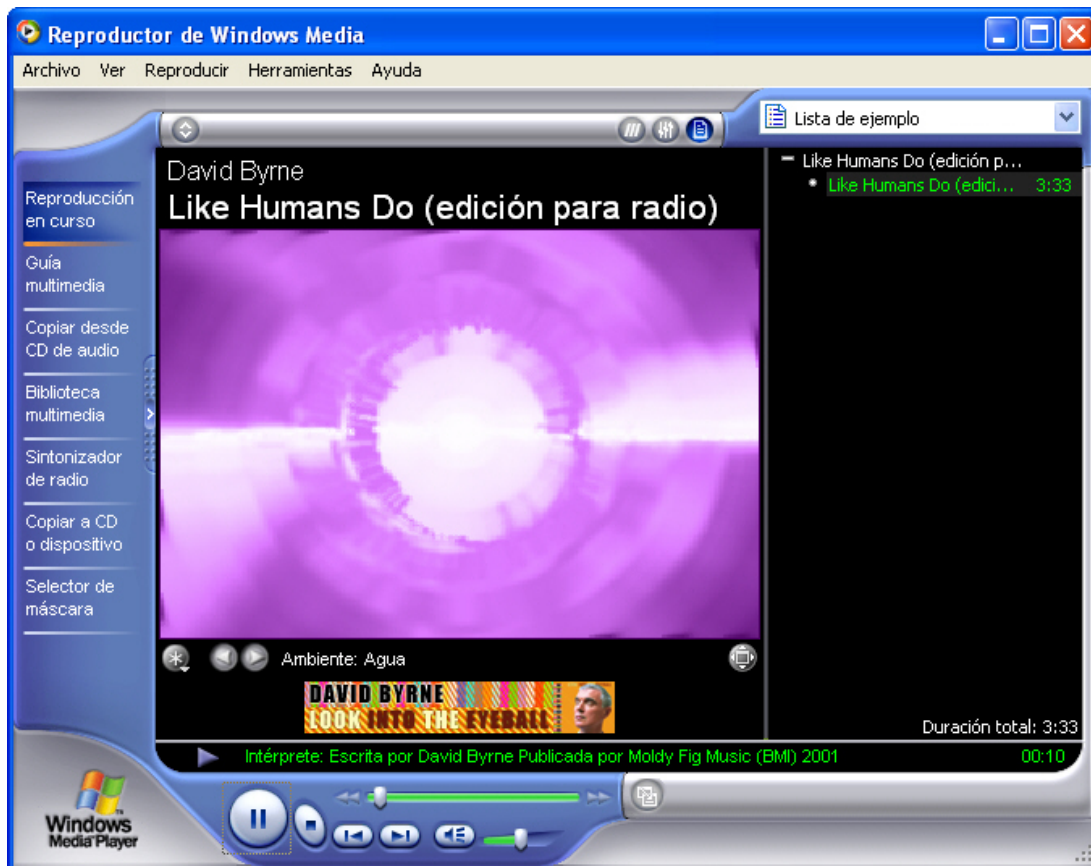 Reproductor de Windows Media
Archivo Ver Reproducir Herramientas Ayuda
Lista de ejemplo
Reproducción
en curso
Guía
multimedia
Copiar desde
CD de audio
Biblioteca
multimedia
Sintonizador
de radio
Copiar a CD
o dispositivo
Selector de
máscara
David Byrne
Like Humans Do (edición para radio)
Like Humans Do (edición p...
Like Humans Do (edici... 3:33
Ambiente: Agua
DAVID BYRNE
LOOK INTO THE EYEBALL
Duración total: 3:33
Intérprete: Escrita por David Byrne Publicada por Moldy Fig Music (BMI) 2001 00:10
Windows
Media Player